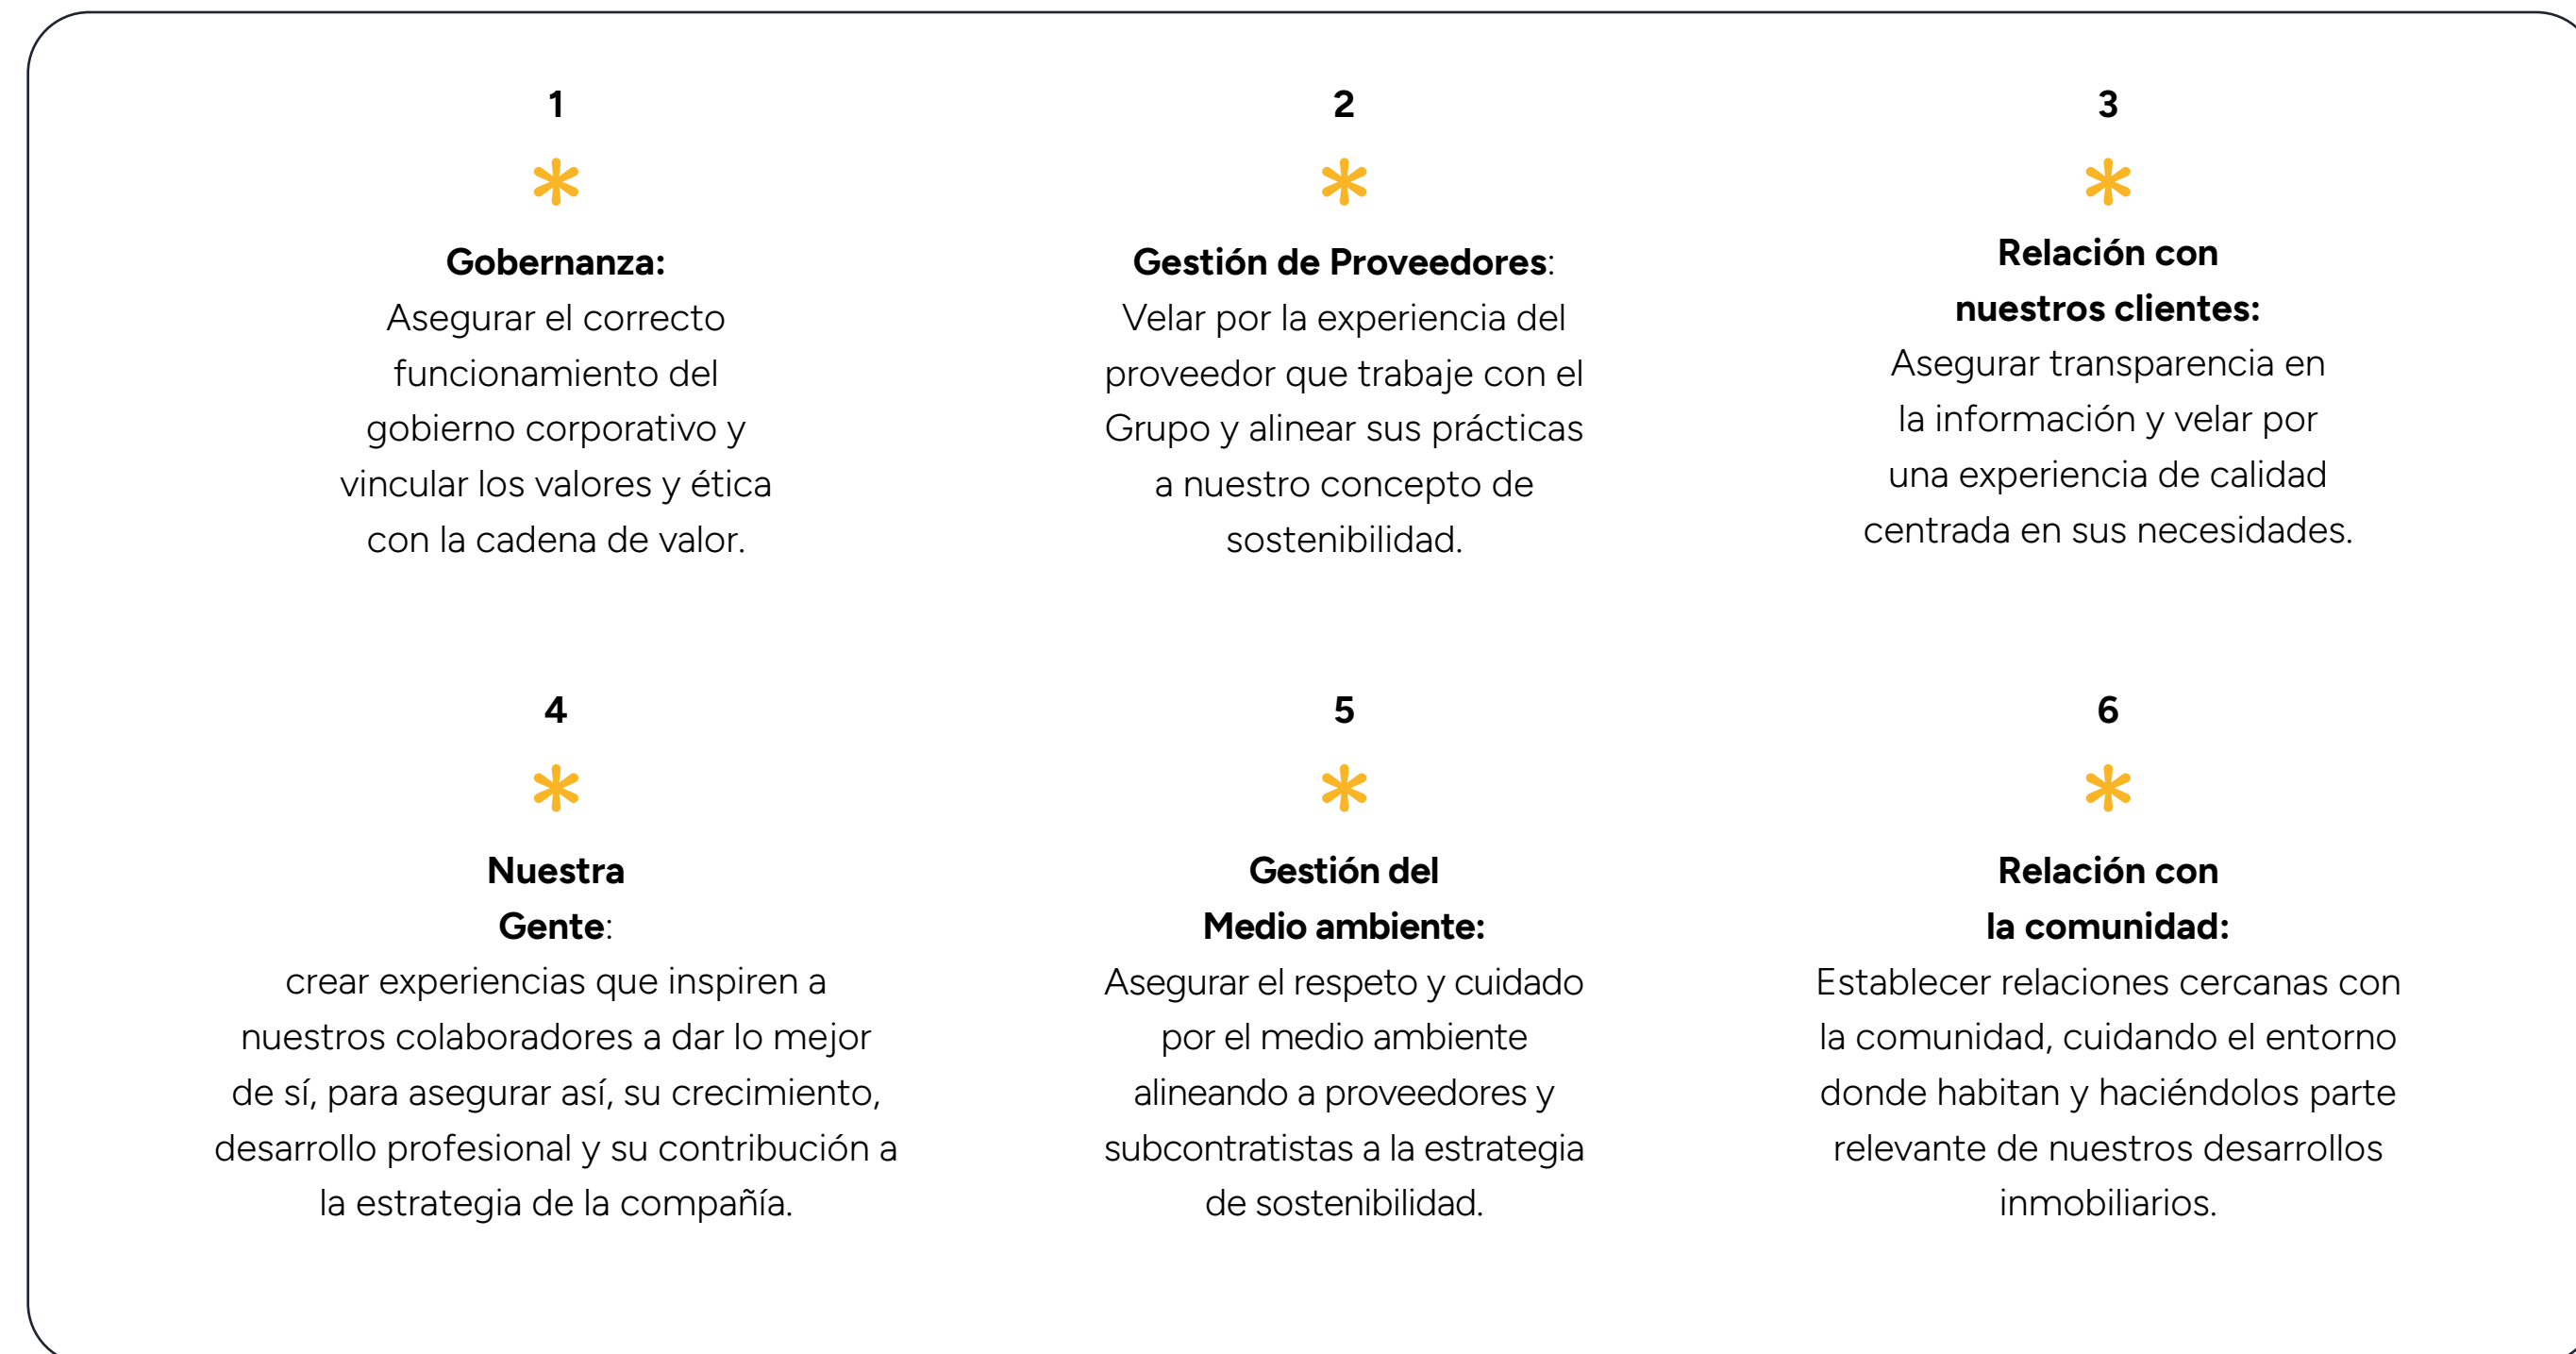 1
Gobernanza:
Asegurar el correcto
funcionamiento del
gobierno corporativo y
vincular los valores y ética
con la cadena de valor.
2
Gestión de Proveedores:
Velar por la experiencia del
proveedor que trabaje con el
Grupo y alinear sus prácticas
a nuestro concepto de
sostenibilidad.
3
Relación con
nuestros clientes:
Asegurar transparencia en
la información y velar por
una experiencia de calidad
centrada en sus necesidades.
4
Nuestra
Gente:
crear experiencias que inspiren a
nuestros colaboradores a dar lo mejor
de sí, para asegurar así, su crecimiento,
desarrollo profesional y su contribución a
la estrategia de la compañía.
5
Gestión del
Medio ambiente:
Asegurar el respeto y cuidado
por el medio ambiente
alineando a proveedores y
subcontratistas a la estrategia
de sostenibilidad.
6
Relación con
la comunidad:
Establecer relaciones cercanas con
la comunidad, cuidando el entorno
donde habitan y haciéndolos parte
relevante de nuestros desarrollos
inmobiliarios.